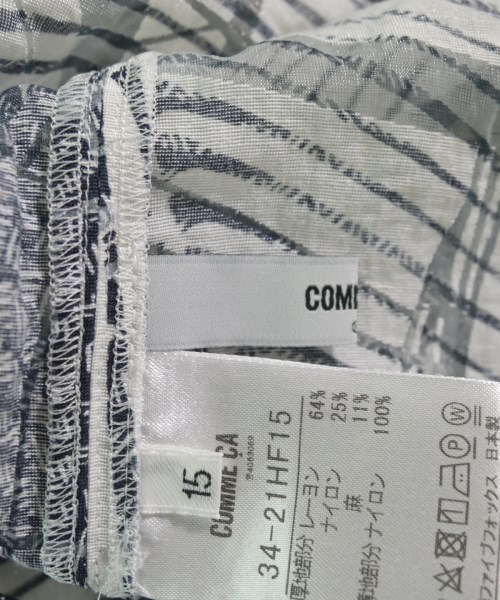 COMM
15
COMME ÇA
34-21HF15
厚地部分 レーヨン 64%
ナイロン 25%
麻 11%
薄地部分 ナイロン 100%
ファイブフォックス 日本製